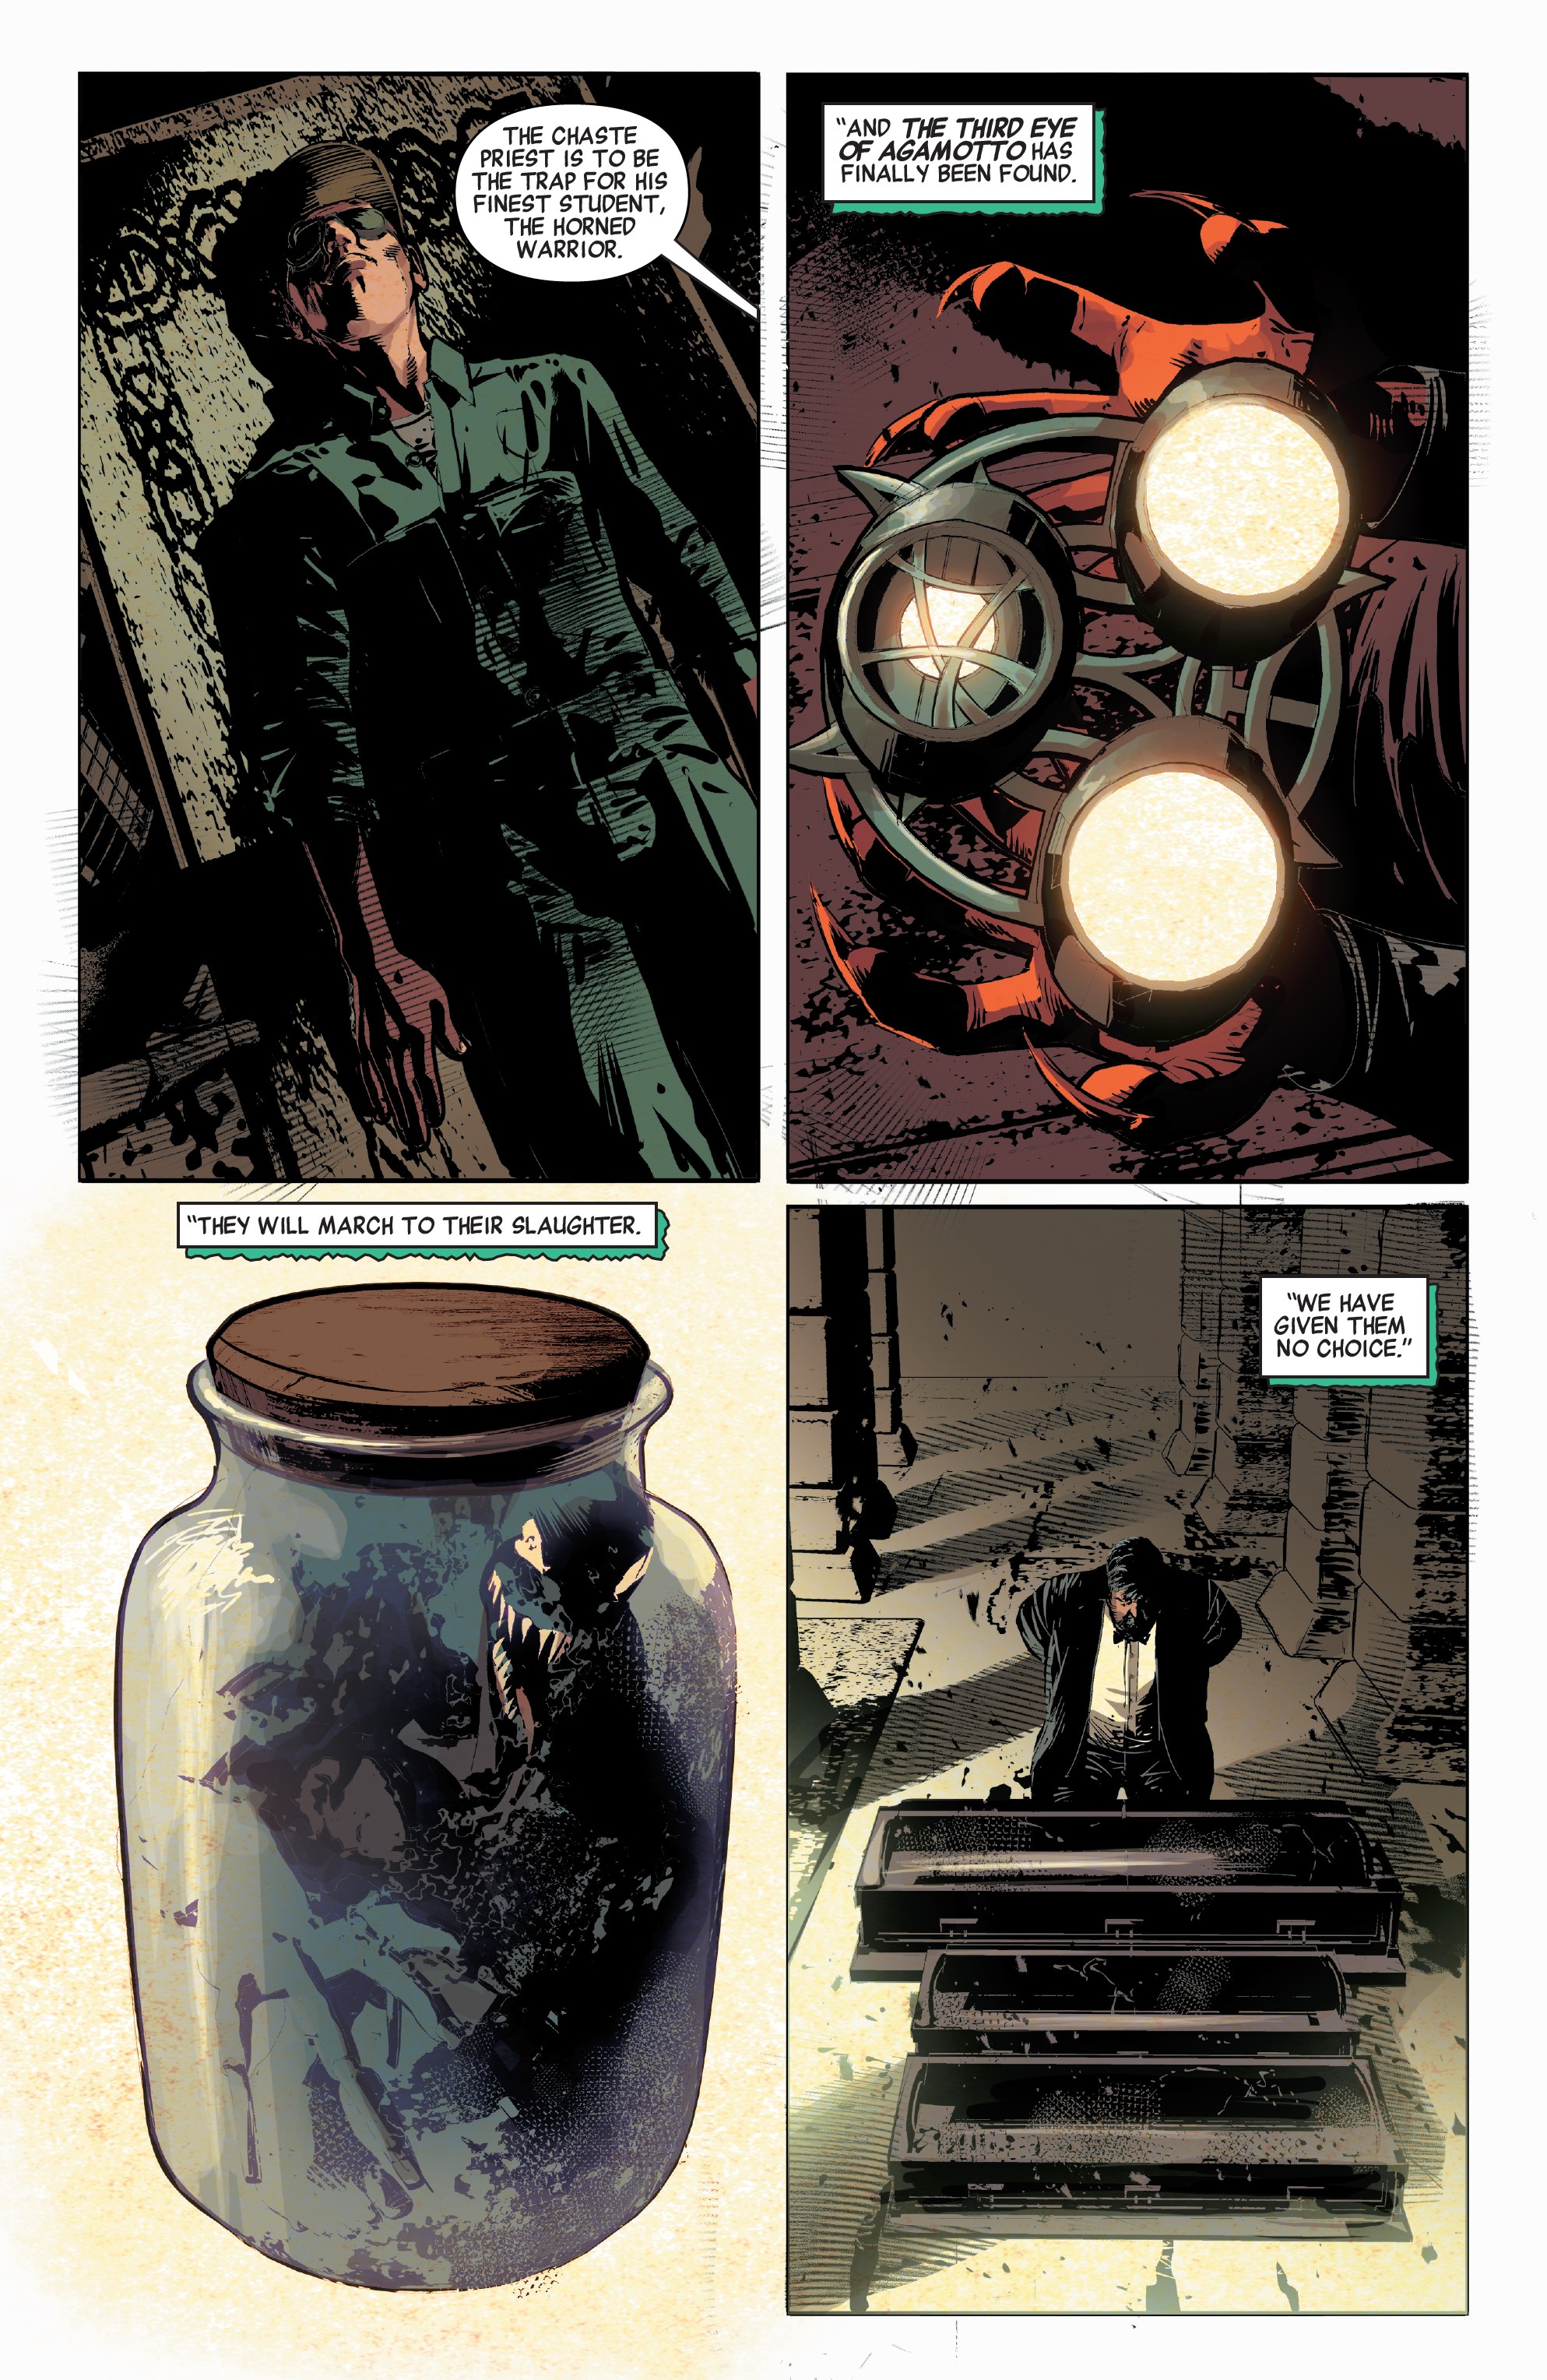 THE CHASTE
PRIEST IS TO BE
THE TRAP FOR HIS
FINEST STUDENT,
THE HORNED
WARRIOR.
"AND THE THIRD EYE
OF AGAMOTTO HAS
FINALLY BEEN FOUND.
"THEY WILL MARCH TO THEIR SLAUGHTER.
"WE HAVE
GIVEN THEM
NO CHOICE."